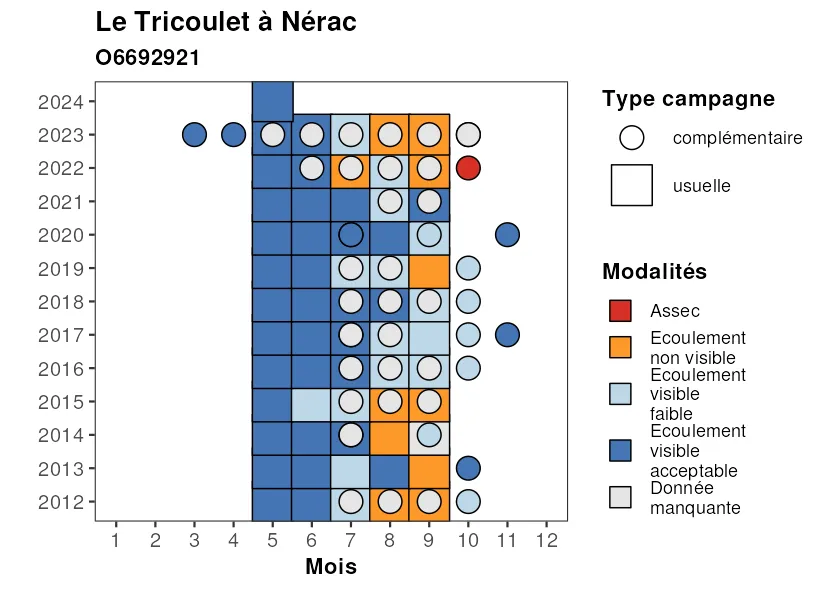 Le Tricoulet à Nérac
O6692921
2024
2023
2022
2021
2020
2019
2018
2017
2016
2015
2014
2013
2012
1 2 3 4 5 6 7 8 9 10 11 12
Mois
Type campagne
complémentaire
usuelle
Modalités
Assec
Ecoulement
non visible
Ecoulement
visible
faible
Ecoulement
visible
acceptable
Donnée
manquante